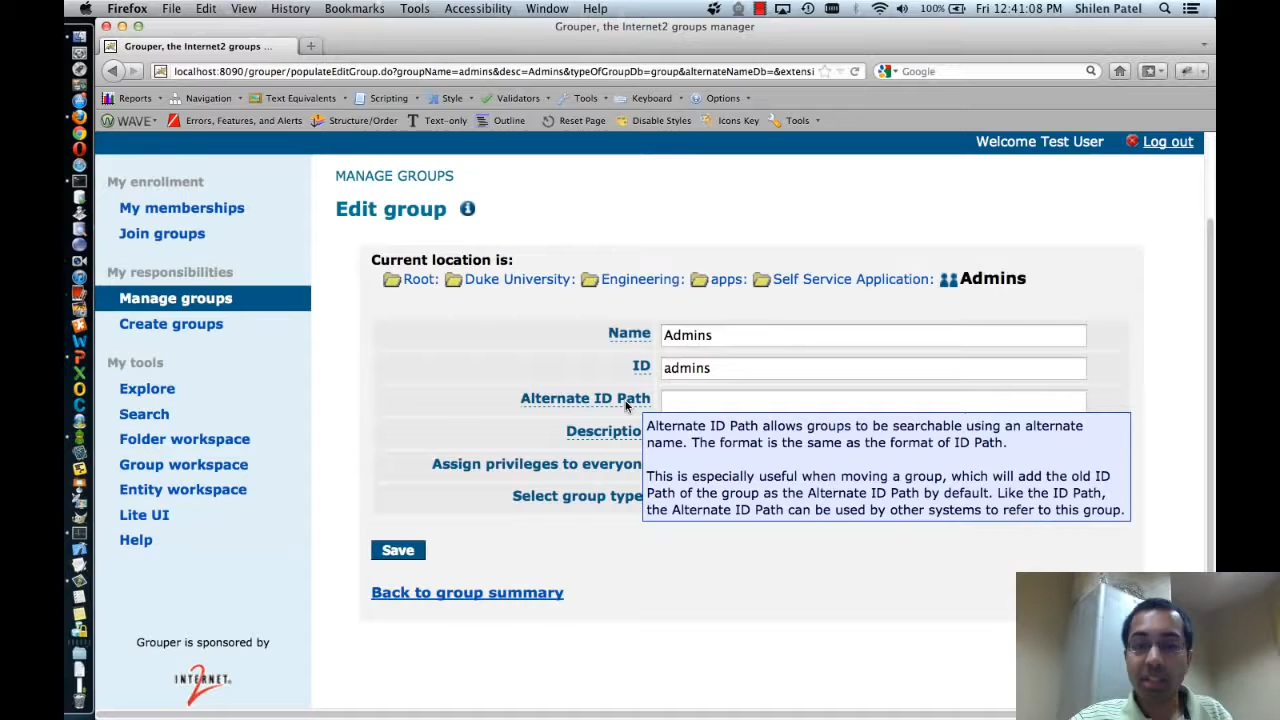 Firefox File Edit View History Bookmarks Tools Accessibility Window Help 100% Fri 12:41:08 PM Shilen Patel
Grouper, the Internet2 groups manager
Grouper, the Internet2 groups ...
localhost:8090/grouper/populateEditGroup.do?groupName=admins&desc=Admins&typeOfGroupDb=group&alternateNameDb=&extensi
Google
Reports Navigation Text Equivalents Scripting Style Validators Tools Keyboard Options
WAVE Errors, Features, and Alerts Structure/Order Text-only Outline Reset Page Disable Styles Icons Key Tools
Welcome Test User Log out
My enrollment
My memberships
Join groups
My responsibilities
Manage groups
Create groups
My tools
Explore
Search
Folder workspace
Group workspace
Entity workspace
Lite UI
Help
Grouper is sponsored by
INTERNET
2
MANAGE GROUPS
Edit group
Current location is:
Root: Duke University: Engineering: apps: Self Service Application: Admins
Name Admins
ID admins
Alternate ID Path
Descriptio
Assign privileges to everyon
Select group type
Alternate ID Path allows groups to be searchable using an alternate
name. The format is the same as the format of ID Path.
This is especially useful when moving a group, which will add the old ID
Path of the group as the Alternate ID Path by default. Like the ID Path,
the Alternate ID Path can be used by other systems to refer to this group.
Save
Back to group summary